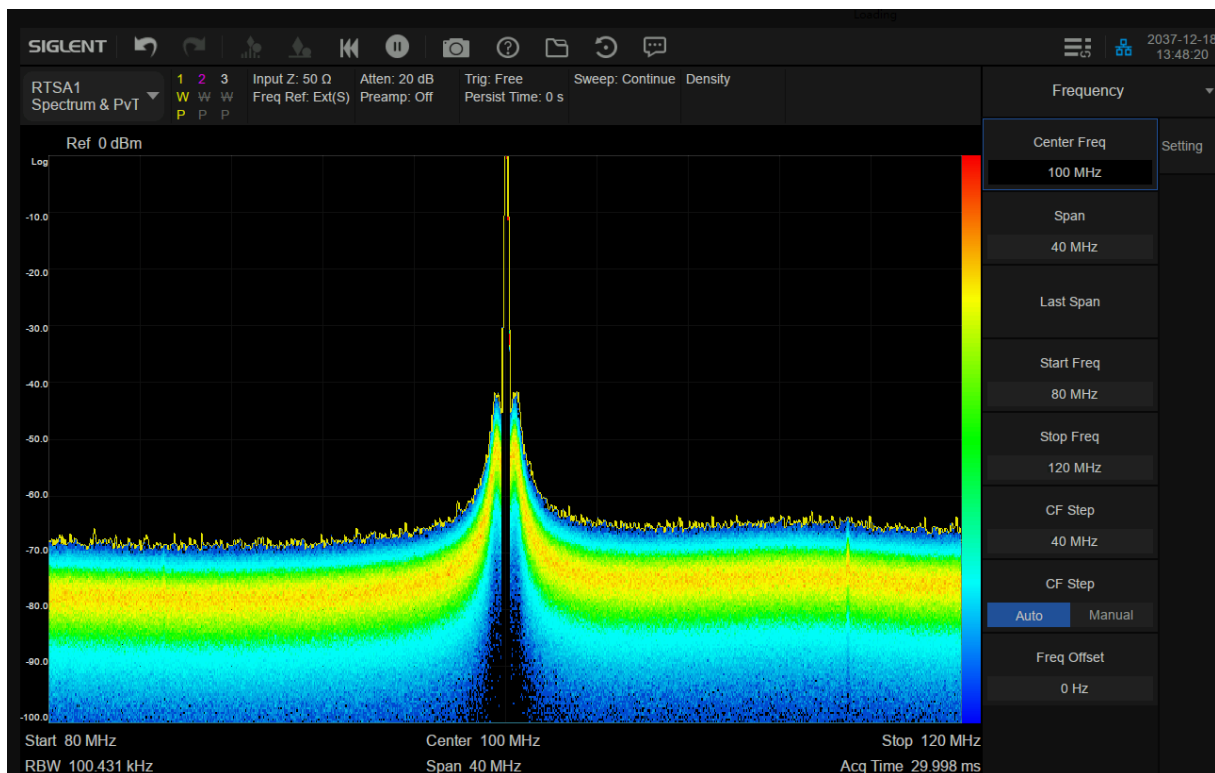 Loading
SIGLENT
2037-12-18
13:48:20
RTSA1
Spectrum & PvT
1 2 3
W W W
P P P
Input Z: 50 Ω
Freq Ref: Ext(S)
Atten: 20 dB
Preamp: Off
Trig: Free
Persist Time: 0 s
Sweep: Continue
Density
Ref 0 dBm
Log
-10.0
-20.0
-30.0
-40.0
-50.0
-60.0
-70.0
-80.0
-90.0
-100.0
Start 80 MHz
Center 100 MHz
Stop 120 MHz
RBW 100.431 kHz
Span 40 MHz
Acq Time 29.998 ms
Frequency
Setting
Center Freq
100 MHz
Span
40 MHz
Last Span
Start Freq
80 MHz
Stop Freq
120 MHz
CF Step
40 MHz
CF Step
Auto Manual
Freq Offset
0 Hz